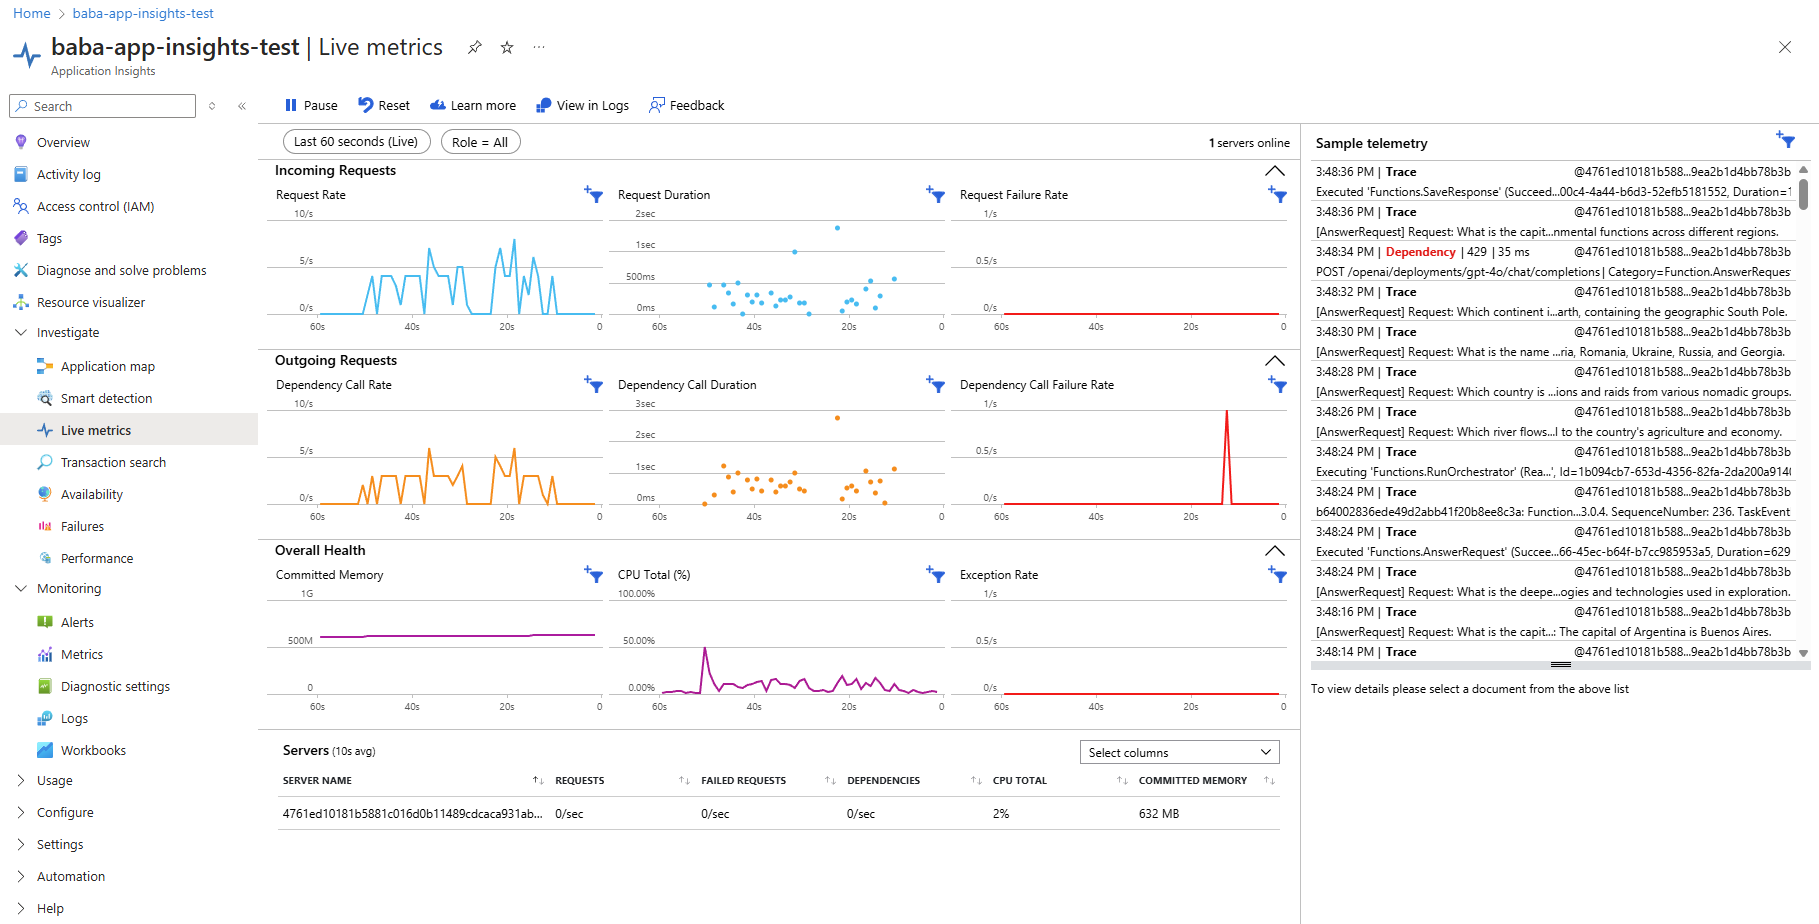 Home > baba-app-insights-test
baba-app-insights-test | Live metrics
Application Insights
Search
Overview
Activity log
Access control (IAM)
Tags
Diagnose and solve problems
Resource visualizer
Investigate
Application map
Smart detection
Live metrics
Transaction search
Availability
Failures
Performance
Monitoring
Alerts
Metrics
Diagnostic settings
Logs
Workbooks
Usage
Configure
Settings
Automation
Help
Pause Reset Learn more View in Logs Feedback
Last 60 seconds (Live) Role = All 1 servers online
Incoming Requests
Request Rate
10/s
5/s
0/s
60s 40s 20s 0
Request Duration
2sec
1sec
500ms
0ms
60s 40s 20s 0
Request Failure Rate
1/s
0.5/s
0/s
60s 40s 20s 0
Outgoing Requests
Dependency Call Rate
10/s
5/s
0/s
60s 40s 20s 0
Dependency Call Duration
3sec
2sec
1sec
0ms
60s 40s 20s 0
Dependency Call Failure Rate
1/s
0.5/s
0/s
60s 40s 20s 0
Overall Health
Committed Memory
1G
500M
0
60s 40s 20s 0
CPU Total (%)
100.00%
50.00%
0.00%
60s 40s 20s 0
Exception Rate
1/s
0.5/s
0/s
60s 40s 20s 0
Servers (10s avg) Select columns
SERVER NAME REQUESTS FAILED REQUESTS DEPENDENCIES CPU TOTAL COMMITTED MEMORY
4761ed10181b5881c016d0b11489cdcaca931ab... 0/sec 0/sec 0/sec 2% 632 MB
Sample telemetry
3:48:36 PM | Trace @4761ed10181b588...9ea2b1d4bb78b3b
Executed 'Functions.SaveResponse' (Succeed...00c4-4a44-b6d3-52efb5181552, Duration=1
3:48:36 PM | Trace @4761ed10181b588...9ea2b1d4bb78b3b
[AnswerRequest] Request: What is the capit...nmental functions across different regions.
3:48:34 PM | Dependency | 429 | 35 ms @4761ed10181b588...9ea2b1d4bb78b3b
POST /openai/deployments/gpt-4o/chat/completions | Category=Function.AnswerReques
3:48:32 PM | Trace @4761ed10181b588...9ea2b1d4bb78b3b
[AnswerRequest] Request: Which continent i...arth, containing the geographic South Pole.
3:48:30 PM | Trace @4761ed10181b588...9ea2b1d4bb78b3b
[AnswerRequest] Request: What is the name ...ria, Romania, Ukraine, Russia, and Georgia.
3:48:28 PM | Trace @4761ed10181b588...9ea2b1d4bb78b3b
[AnswerRequest] Request: Which country is ...ions and raids from various nomadic groups.
3:48:26 PM | Trace @4761ed10181b588...9ea2b1d4bb78b3b
[AnswerRequest] Request: Which river flows...l to the country's agriculture and economy.
3:48:24 PM | Trace @4761ed10181b588...9ea2b1d4bb78b3b
Executing 'Functions.RunOrchestrator' (Rea...', Id=1b094cb7-653d-4356-82fa-2da200a9140
3:48:24 PM | Trace @4761ed10181b588...9ea2b1d4bb78b3b
b64002836ede49d2abb41f20b8ee8c3a: Function...3.0.4. SequenceNumber: 236. TaskEvent
3:48:24 PM | Trace @4761ed10181b588...9ea2b1d4bb78b3b
Executed 'Functions.AnswerRequest' (Succee...66-45ec-b64f-b7cc985953a5, Duration=629
3:48:24 PM | Trace @4761ed10181b588...9ea2b1d4bb78b3b
[AnswerRequest] Request: What is the deepe...ogies and technologies used in exploration.
3:48:16 PM | Trace @4761ed10181b588...9ea2b1d4bb78b3b
[AnswerRequest] Request: What is the capit...: The capital of Argentina is Buenos Aires.
3:48:14 PM | Trace @4761ed10181b588...9ea2b1d4bb78b3b
To view details please select a document from the above list